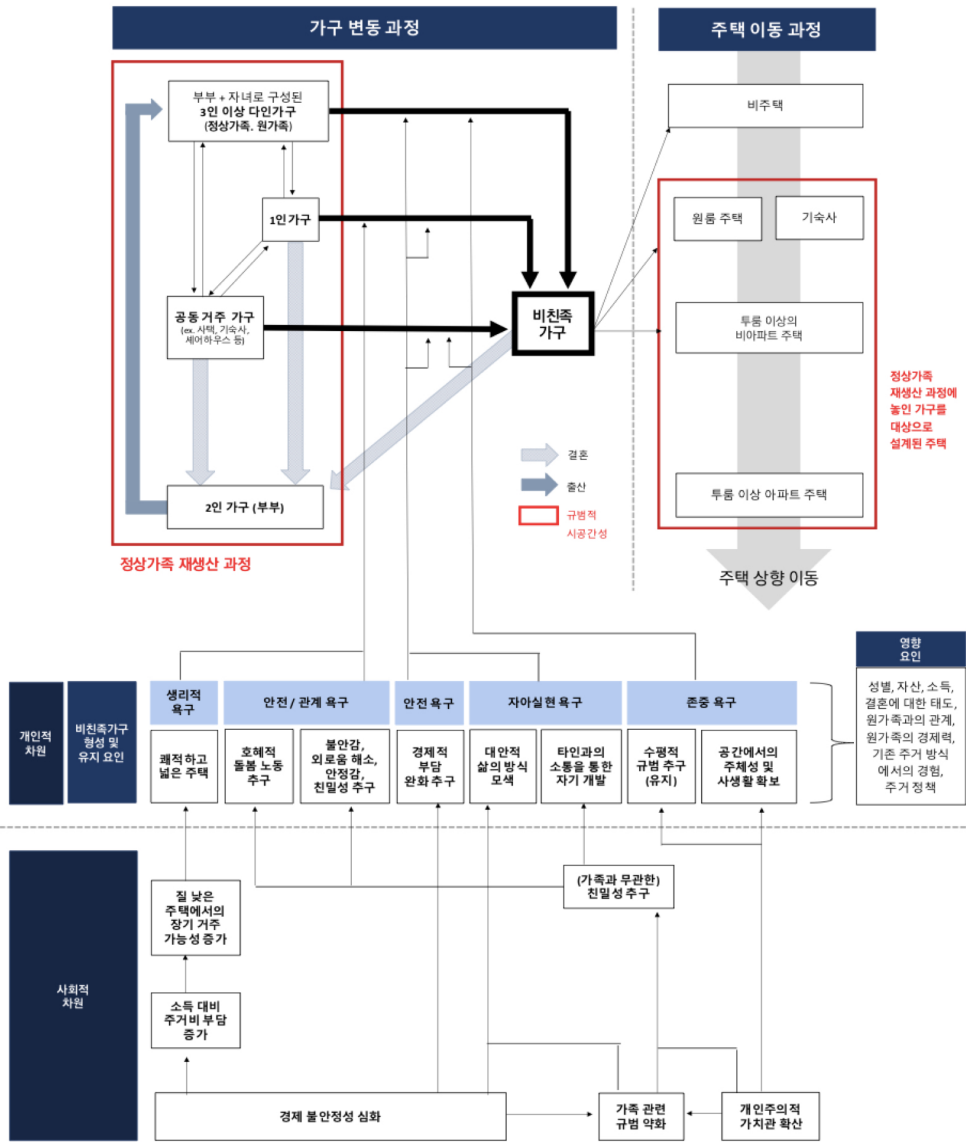 가구 변동 과정
주택 이동 과정
부부 + 자녀로 구성된
3인 이상 다인가구
(정상가족, 원가족)
1인 가구
공동 거주 가구
(ex. 사택, 기숙사,
셰어하우스 등)
2인 가구 (부부)
비친족
가구
결혼
출산
규범적
시공간성
정상가족 재생산 과정
비주택
원룸 주택
기숙사
투룸 이상의
비아파트 주택
투룸 이상 아파트 주택
정상가족
재생산 과정에
놓인 가구를
대상으로
설계된 주택
주택 상향 이동
개인적
차원
비친족가구
형성 및
유지 요인
생리적
욕구
안전 / 관계 욕구
안전 욕구
자아실현 욕구
존중 욕구
쾌적하고
넓은 주택
호혜적
돌봄 노동
추구
불안감,
외로움 해소,
안정감,
친밀성 추구
경제적
부담
완화 추구
대안적
삶의 방식
모색
타인과의
소통을 통한
자기 개발
수평적
규범 추구
(유지)
공간에서의
주체성 및
사생활 확보
영향
요인
성별, 자산, 소득,
결혼에 대한 태도,
원가족과의 관계,
원가족의 경제력,
기존 주거 방식
에서의 경험,
주거 정책
사회적
차원
질 낮은
주택에서의
장기 거주
가능성 증가
소득 대비
주거비 부담
증가
(가족과 무관한)
친밀성 추구
경제 불안정성 심화
가족 관련
규범 약화
개인주의적
가치관 확산